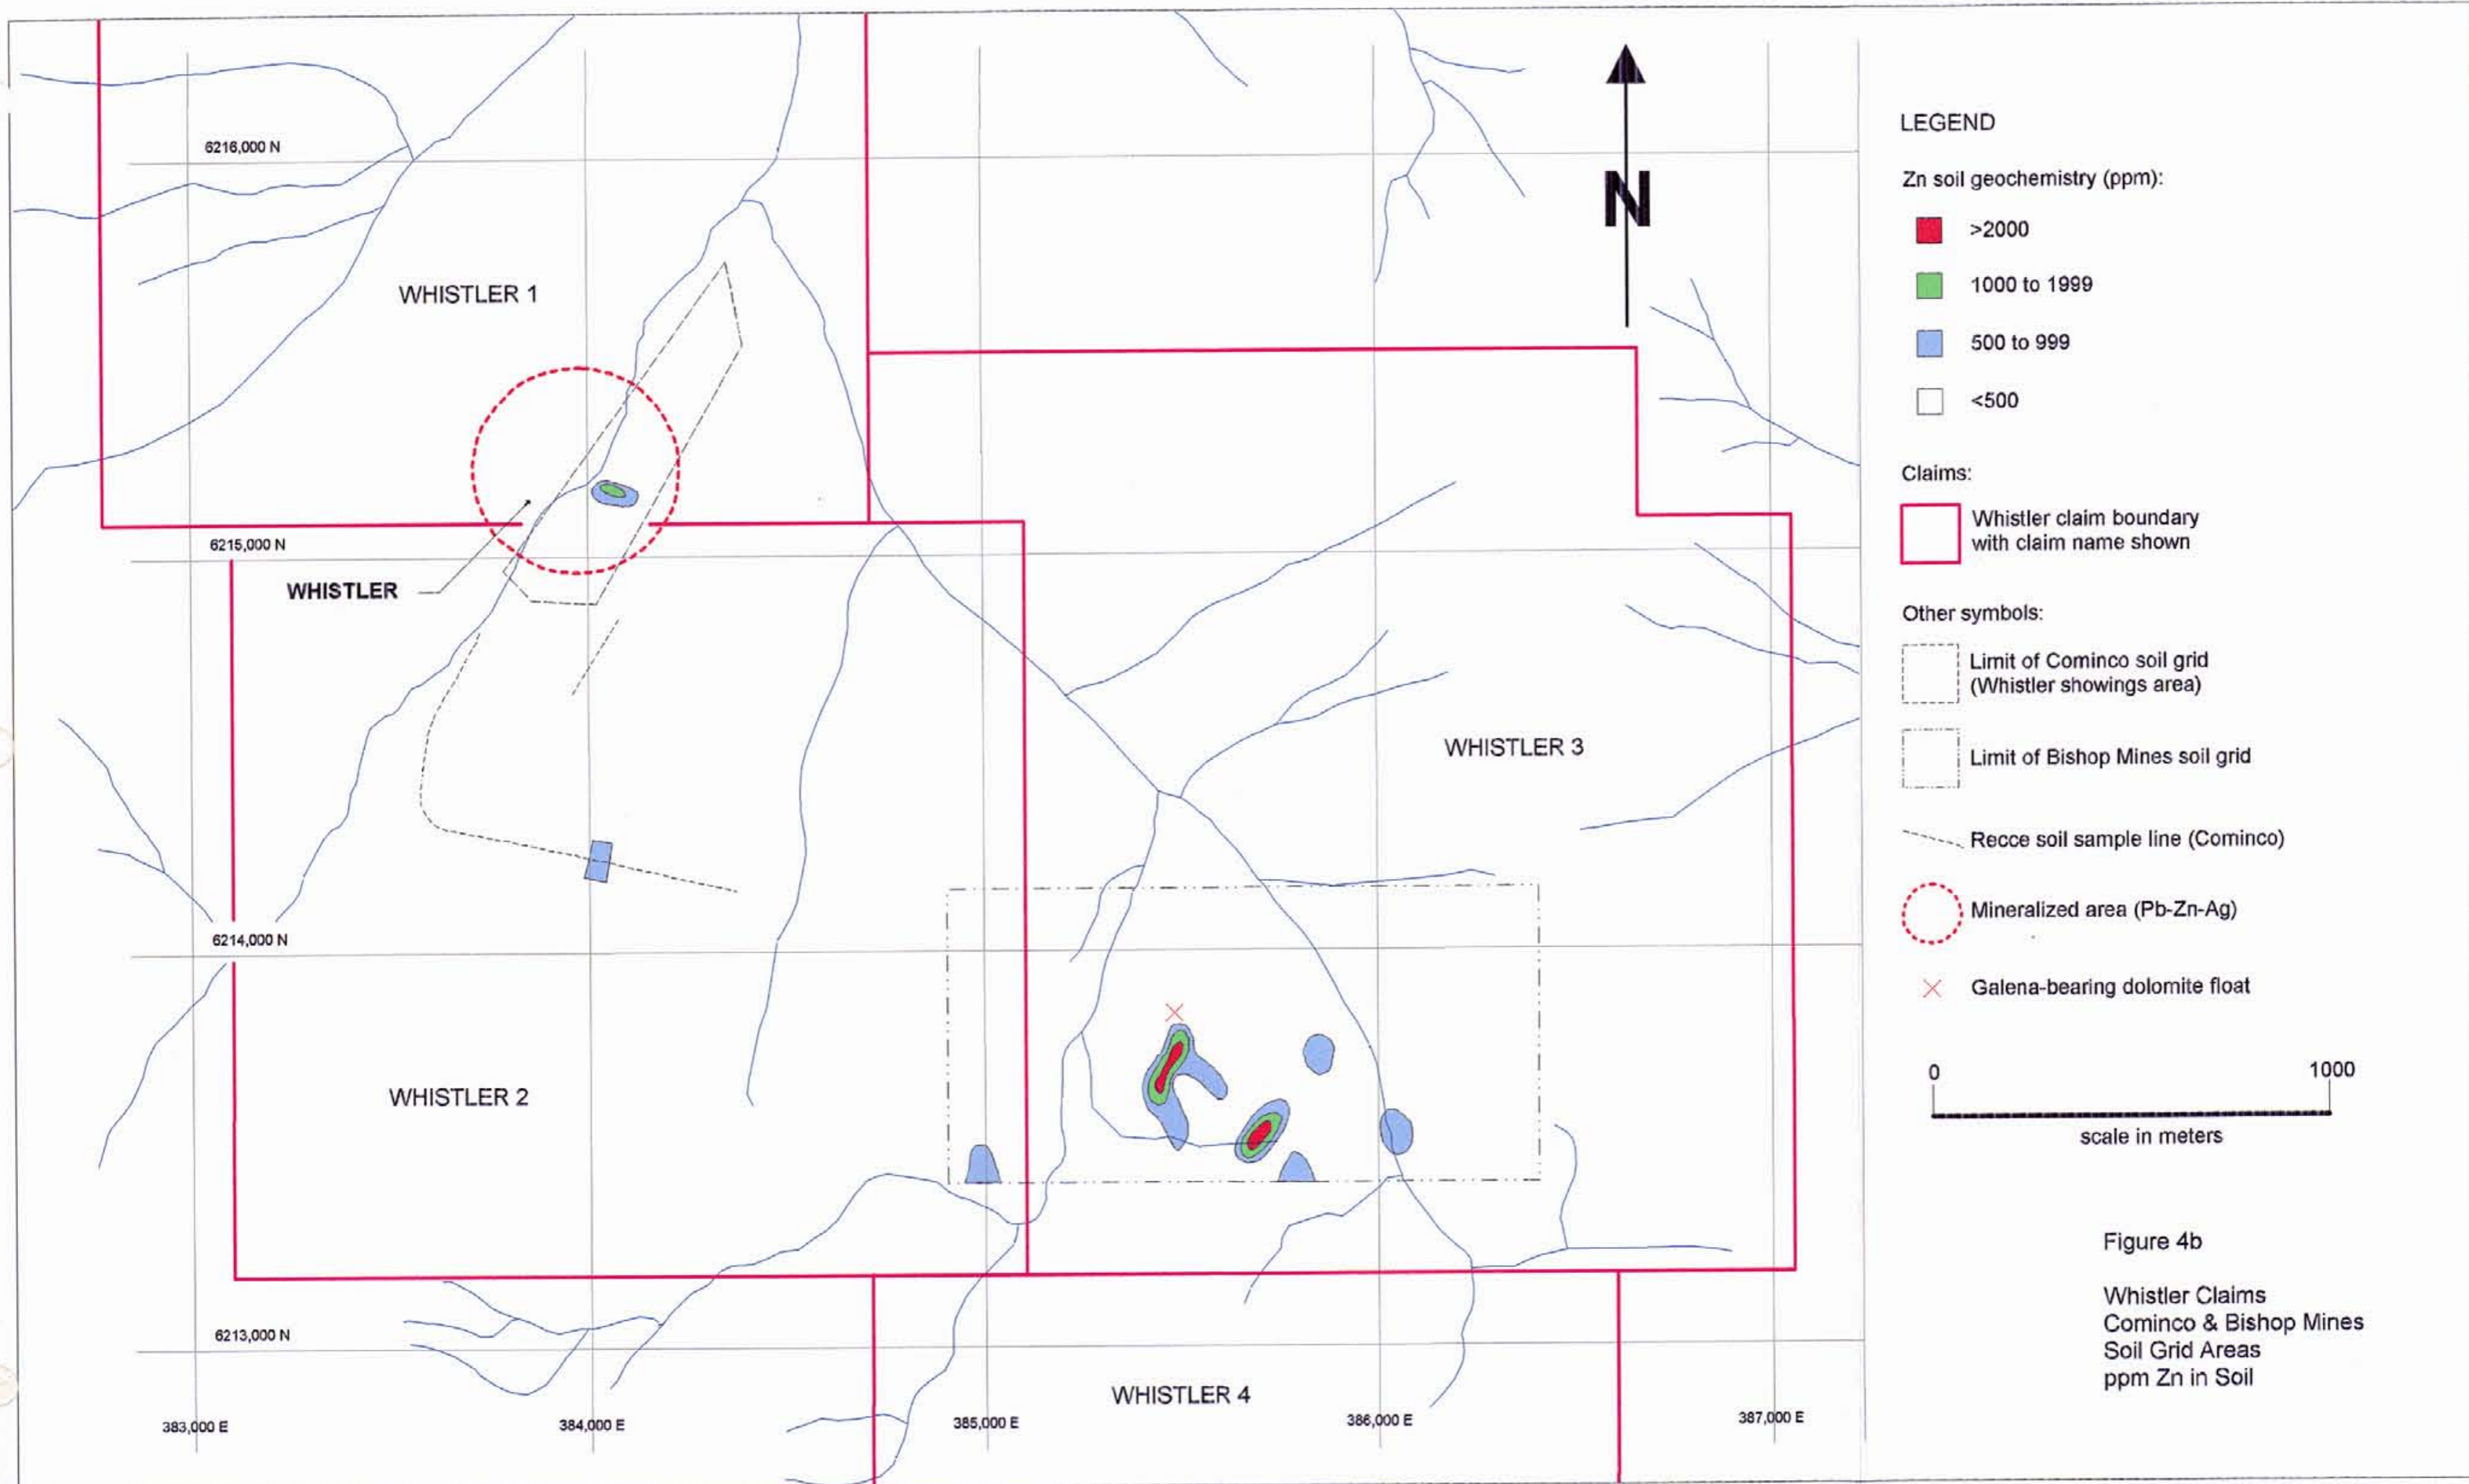 6216,000 N
WHISTLER 1
6215,000 N
WHISTLER
WHISTLER 3
6214,000 N
WHISTLER 2
6213,000 N
WHISTLER 4
383,000 E
384,000 E
385,000 E
386,000 E
387,000 E
N
LEGEND
Zn soil geochemistry (ppm):
>2000
1000 to 1999
500 to 999
<500
Claims:
Whistler claim boundary
with claim name shown
Other symbols:
Limit of Cominco soil grid
(Whistler showings area)
Limit of Bishop Mines soil grid
Recce soil sample line (Cominco)
Mineralized area (Pb-Zn-Ag)
Galena-bearing dolomite float
0 1000
scale in meters
Figure 4b
Whistler Claims
Cominco & Bishop Mines
Soil Grid Areas
ppm Zn in Soil